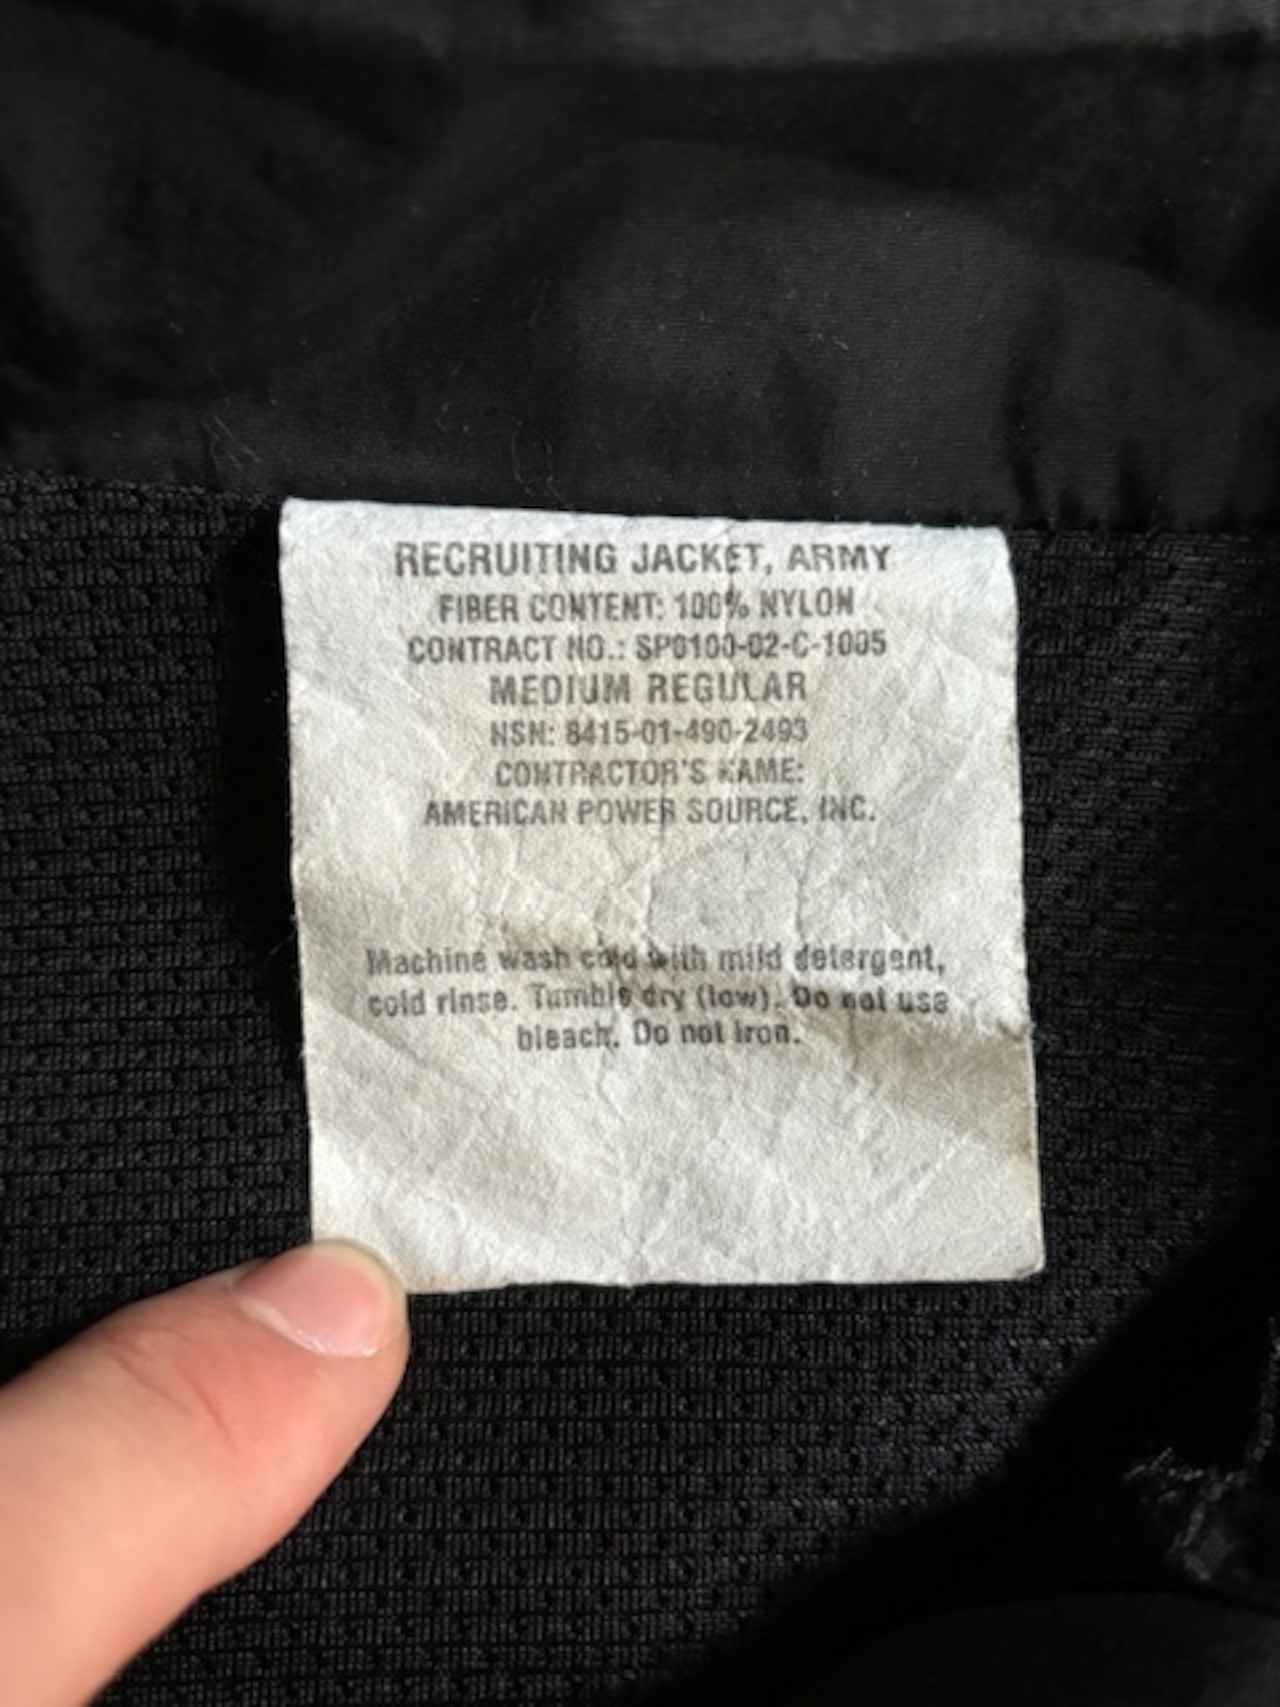 RECRUITING JACKET, ARMY
FIBER CONTENT: 100% NYLON
CONTRACT NO.: SP0100-02-C-1005
MEDIUM REGULAR
NSN: 8415-01-490-2493
CONTRACTOR'S NAME:
AMERICAN POWER SOURCE, INC.
Machine wash cold with mild detergent,
cold rinse. Tumble dry (low). Do not use
bleach. Do not iron.